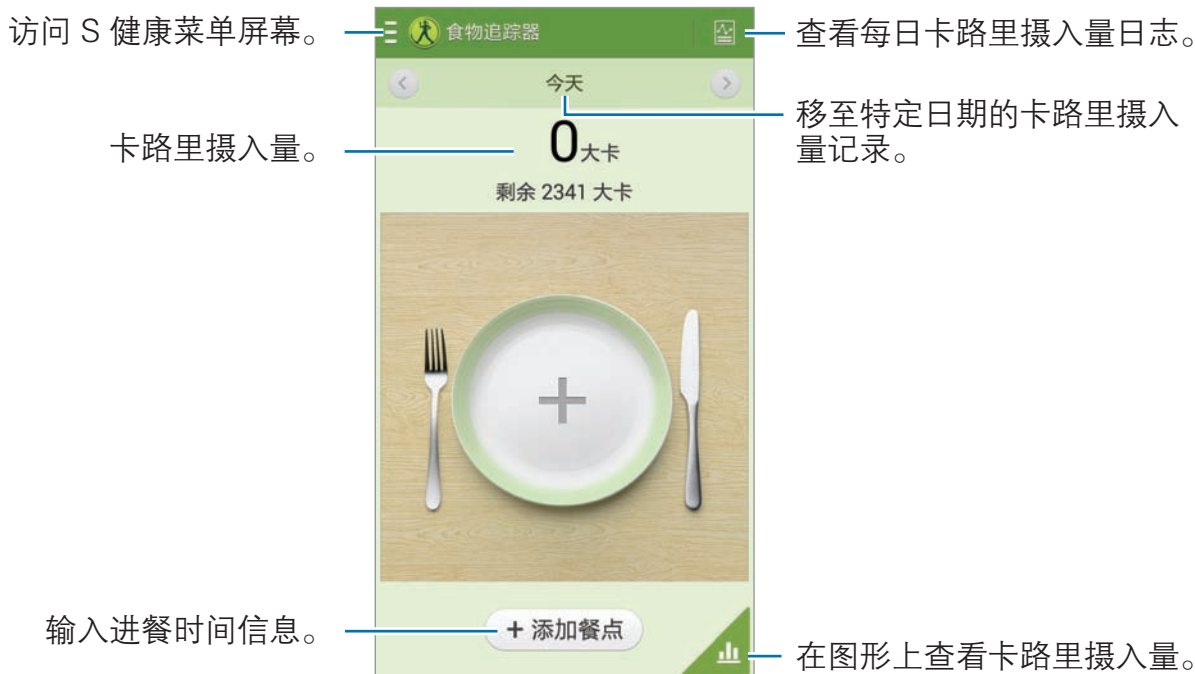 访问 S 健康菜单屏幕。
食物追踪器
查看每日卡路里摄入量日志。
今天
移至特定日期的卡路里摄入
量记录。
卡路里摄入量。
0大卡
剩余 2341 大卡
输入进餐时间信息。
+ 添加餐点
在图形上查看卡路里摄入量。